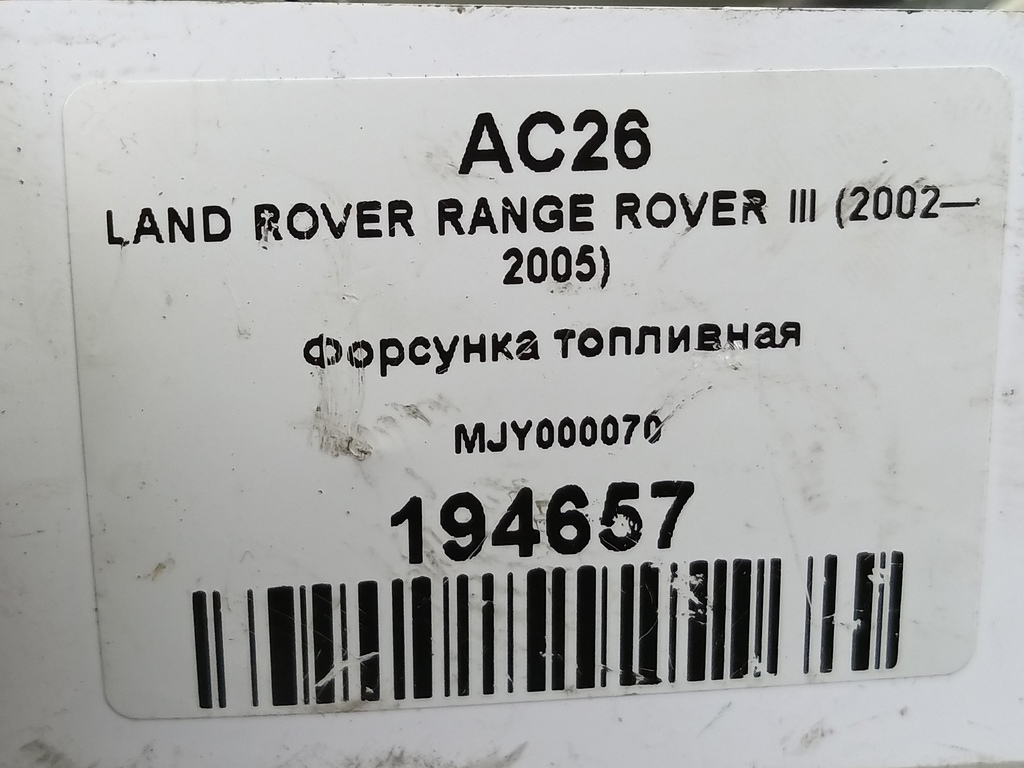 AC26
LAND ROVER RANGE ROVER III (2002—
2005)
Форсунка топливная
MJY000070
194657